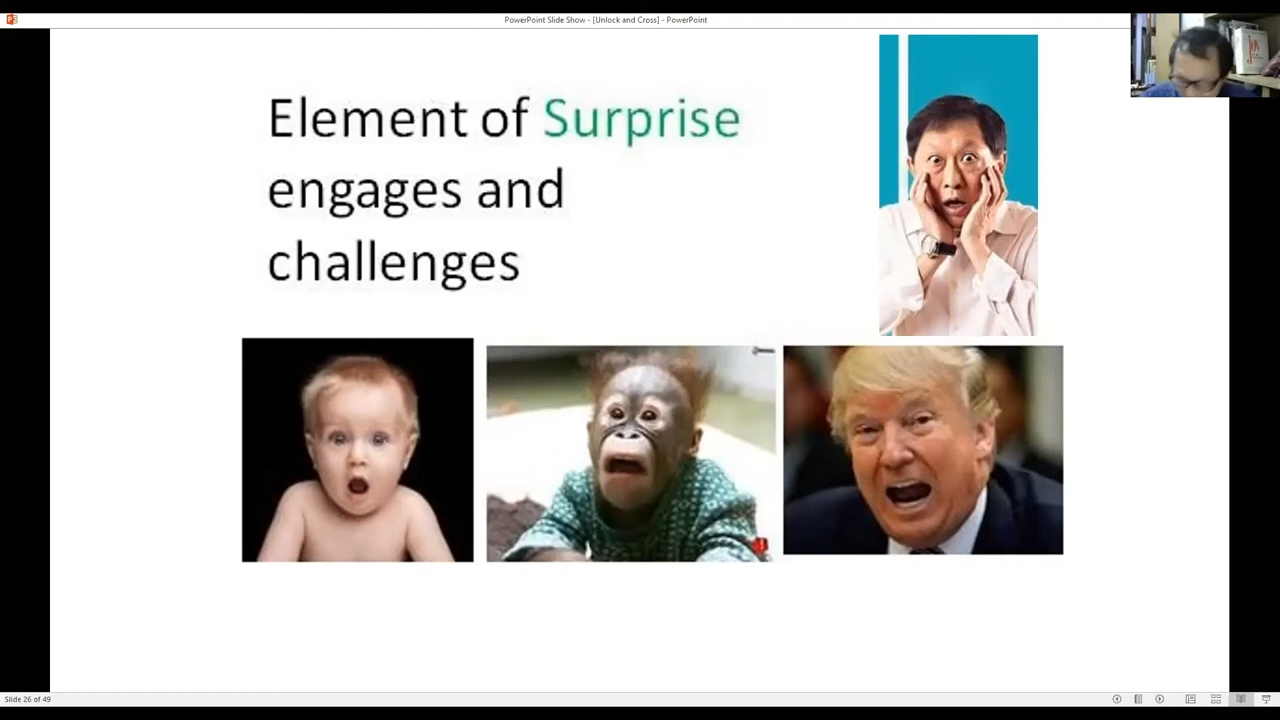 PowerPoint Slide Show - [Unlock and Cross] - PowerPoint
Element of Surprise
engages and
challenges
Slide 26 of 49